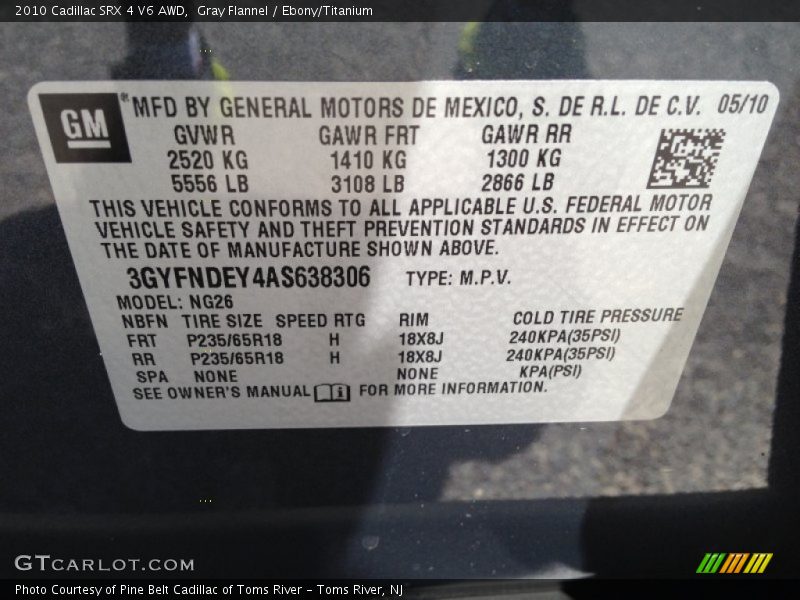 2010 Cadillac SRX 4 V6 AWD, Gray Flannel / Ebony/Titanium
GM
MFD BY GENERAL MOTORS DE MEXICO, S. DE R.L. DE C.V. 05/10
GVWR GAWR FRT GAWR RR
2520 KG 1410 KG 1300 KG
5556 LB 3108 LB 2866 LB
THIS VEHICLE CONFORMS TO ALL APPLICABLE U.S. FEDERAL MOTOR
VEHICLE SAFETY AND THEFT PREVENTION STANDARDS IN EFFECT ON
THE DATE OF MANUFACTURE SHOWN ABOVE.
3GYFNDEY4AS638306 TYPE: M.P.V.
MODEL: NG26
NBFN TIRE SIZE SPEED RTG RIM COLD TIRE PRESSURE
FRT P235/65R18 H 18X8J 240KPA(35PSI)
RR P235/65R18 H 18X8J 240KPA(35PSI)
SPA NONE NONE KPA(PSI)
SEE OWNER'S MANUAL i FOR MORE INFORMATION.
GTCARLOT.COM
Photo Courtesy of Pine Belt Cadillac of Toms River – Toms River, NJ